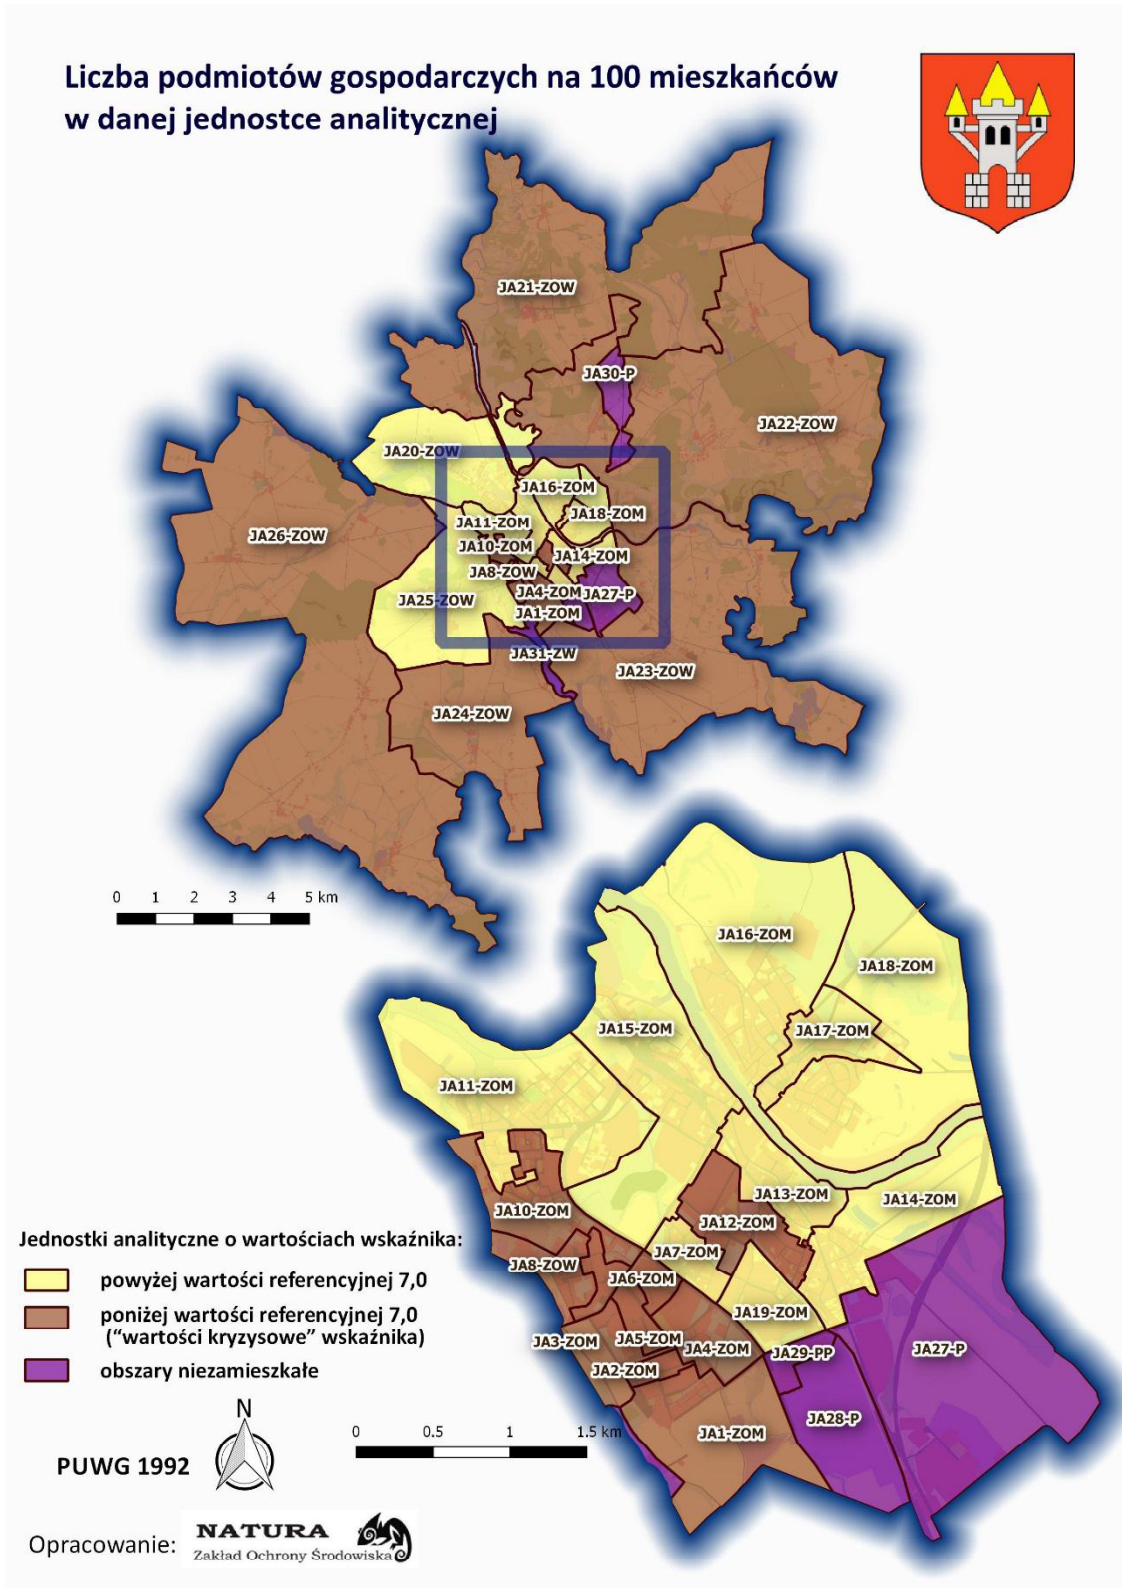 Liczba podmiotów gospodarczych na 100 mieszkańców
w danej jednostce analitycznej
JA21-ZOW
JA30-P
JA22-ZOW
JA20-ZOW
JA16-ZOM
JA18-ZOM
JA11-ZOM
JA26-ZOW
JA10-ZOM
JA14-ZOM
JA8-ZOW
JA4-ZOM
JA27-P
JA25-ZOW
JA1-ZOM
JA31-ZW
JA23-ZOW
JA24-ZOW
0 1 2 3 4 5 km
JA16-ZOM
JA18-ZOM
JA15-ZOM
JA17-ZOM
JA11-ZOM
JA13-ZOM
JA14-ZOM
JA10-ZOM
JA12-ZOM
JA7-ZOM
JA8-ZOW
JA6-ZOM
JA19-ZOM
JA3-ZOM
JA5-ZOM
JA4-ZOM
JA29-PP
JA27-P
JA2-ZOM
JA28-P
JA1-ZOM
Jednostki analityczne o wartościach wskaźnika:
powyżej wartości referencyjnej 7,0
poniżej wartości referencyjnej 7,0
("wartości kryzysowe" wskaźnika)
obszary niezamieszkałe
N
0 0.5 1 1.5 km
PUWG 1992
Opracowanie:
NATURA
Zakład Ochrony Środowiska